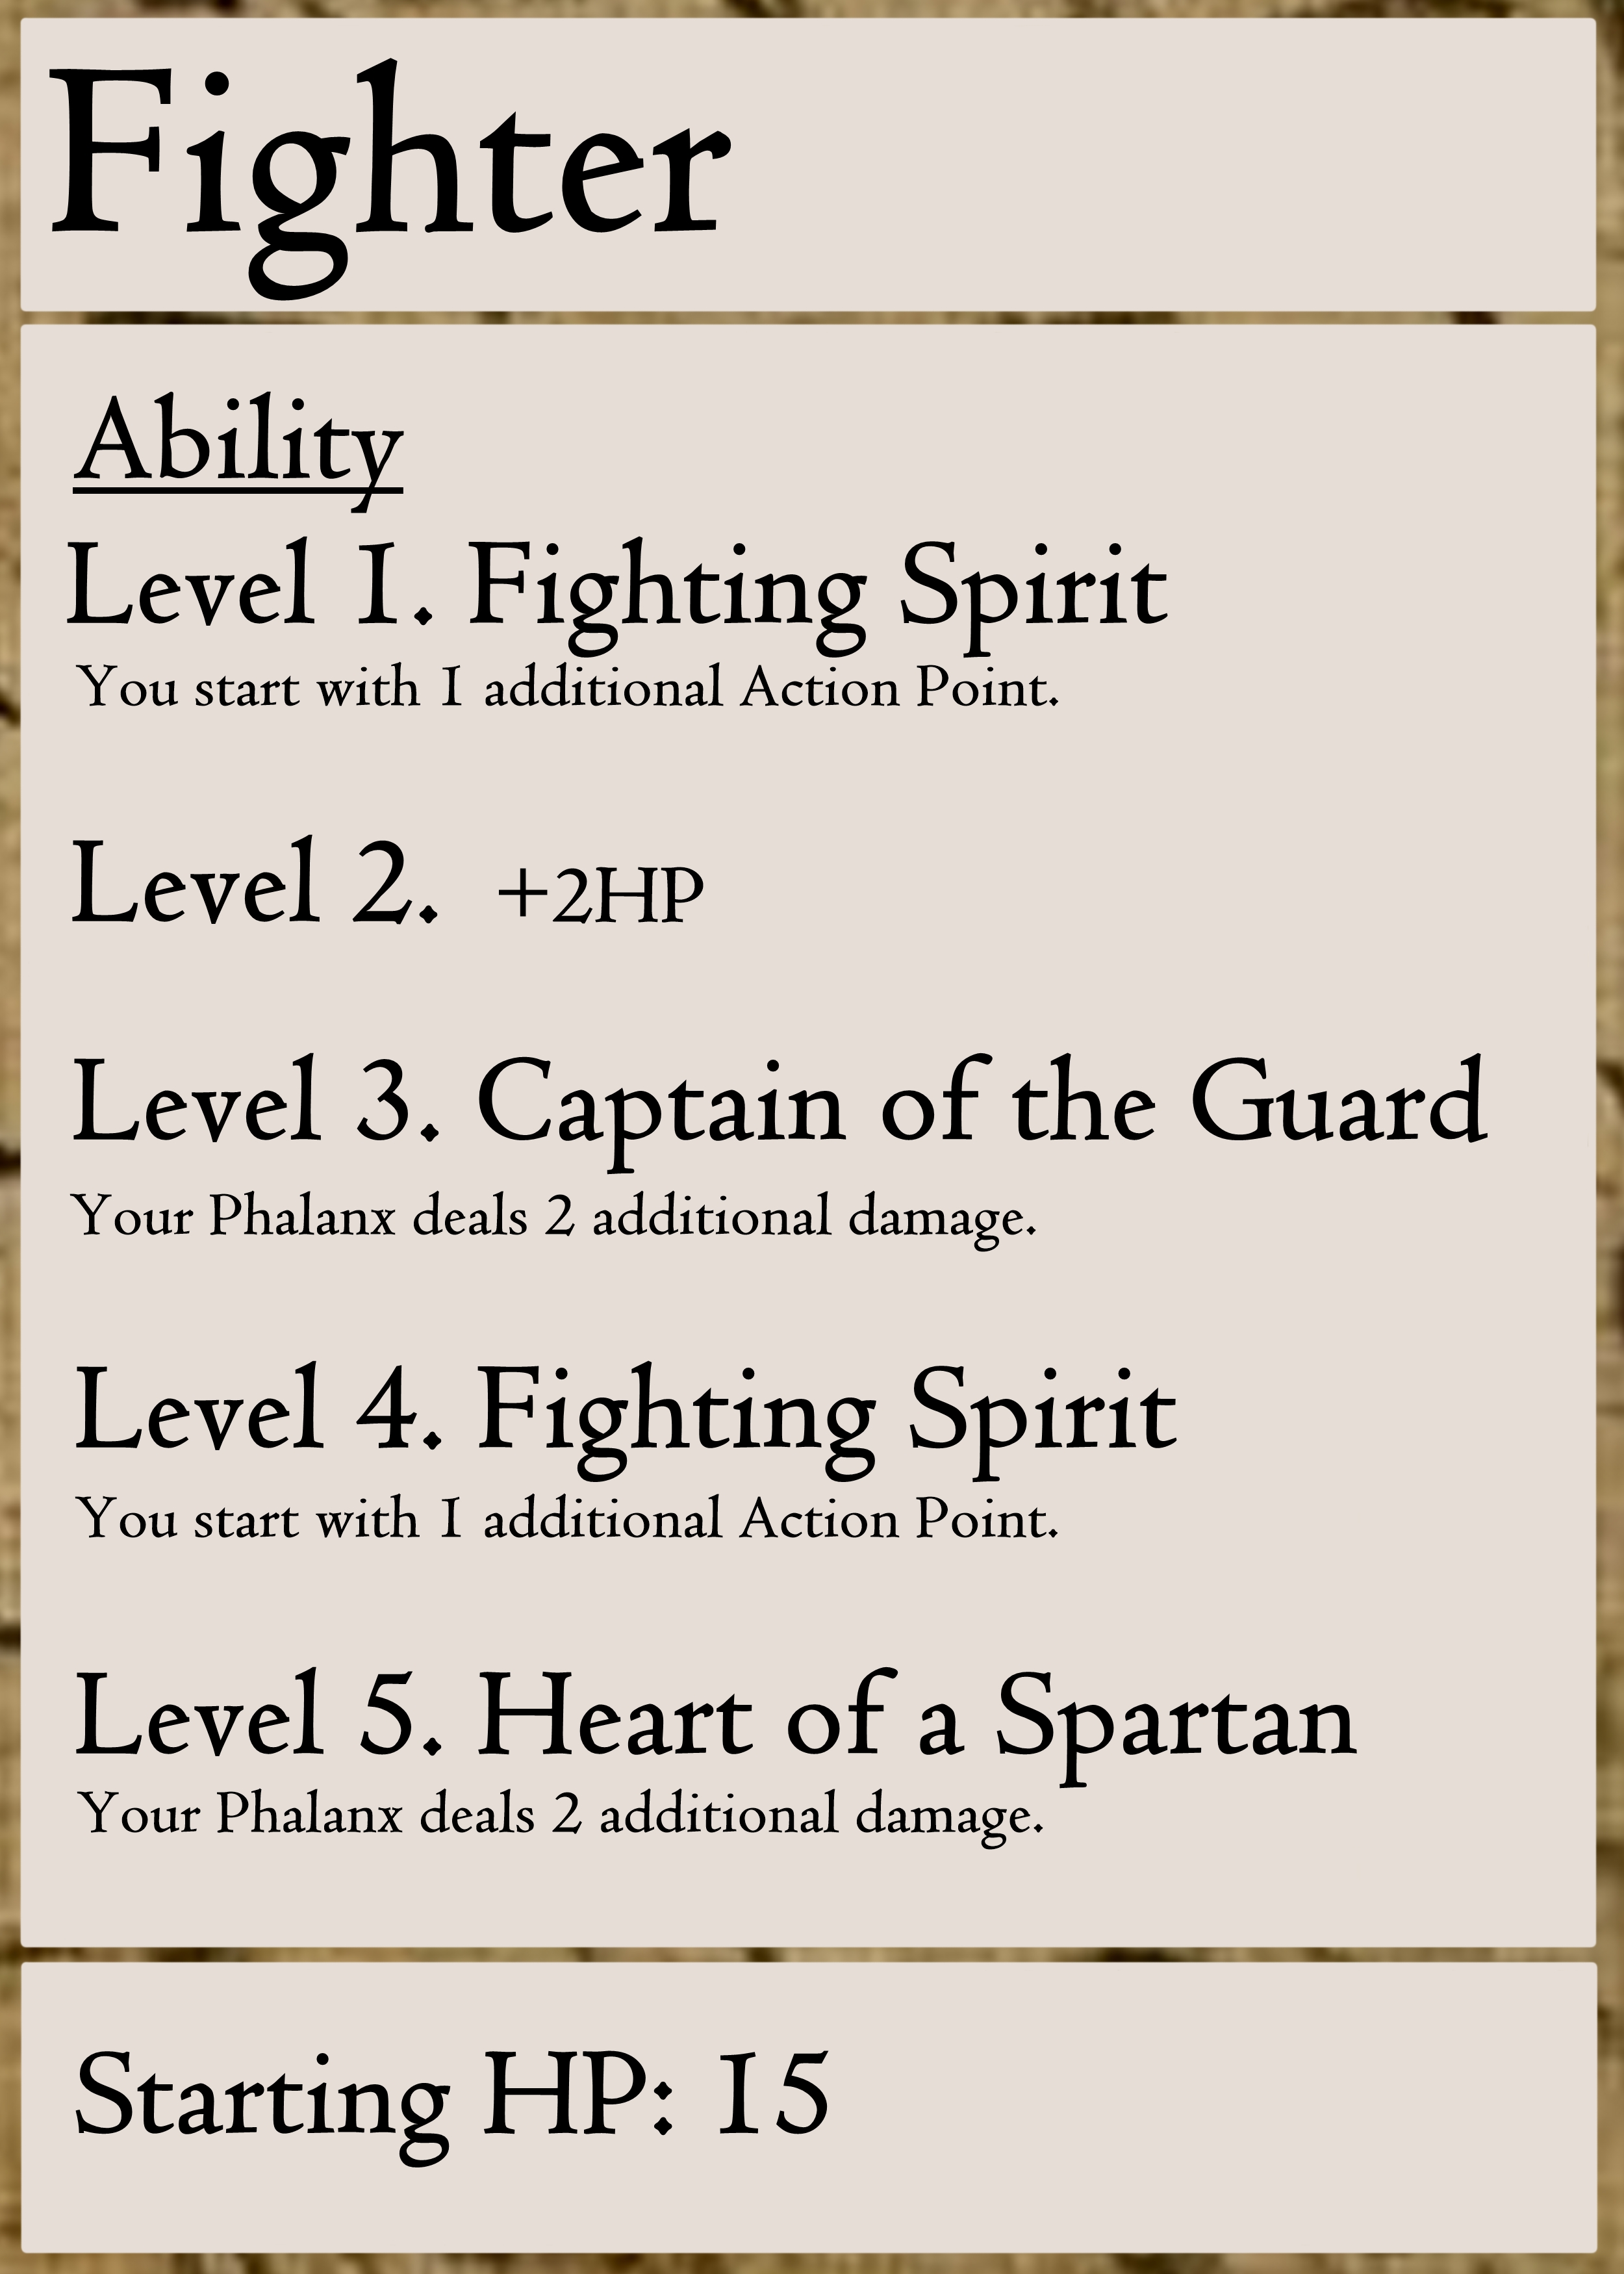 Fighter
Ability
Level 1. Fighting Spirit
You start with 1 additional Action Point.
Level 2. +2HP
Level 3. Captain of the Guard
Your Phalanx deals 2 additional damage.
Level 4. Fighting Spirit
You start with 1 additional Action Point.
Level 5. Heart of a Spartan
Your Phalanx deals 2 additional damage.
Starting HP: 15